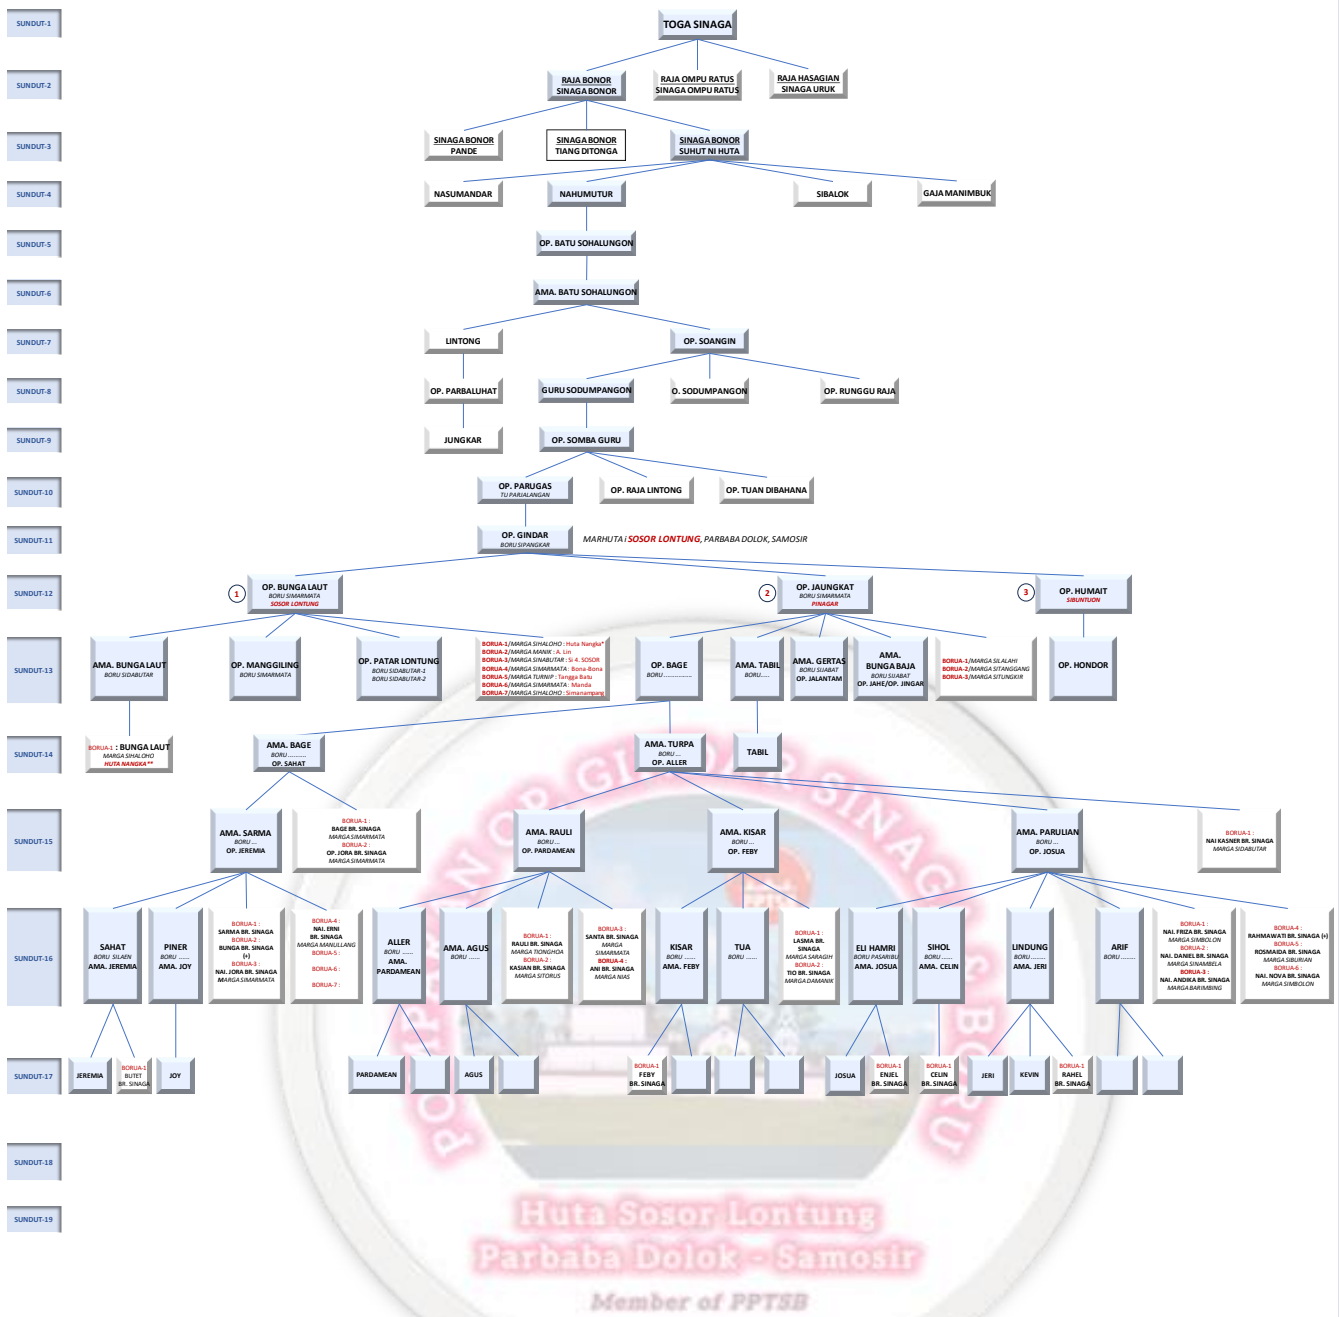 SUNDUT-1
TOGA SINAGA
SUNDUT-2
RAJA BONOR
SINAGA BONOR
RAJA OMPU RATUS
SINAGA OMPU RATUS
RAJA HASAGIAN
SINAGA URUK
SUNDUT-3
SINAGA BONOR
PANDE
SINAGA BONOR
TIANG DITONGA
SINAGA BONOR
SUHUT NI HUTA
SUNDUT-4
NASUMANDAR
NAHUMUTUR
SIBALOK
GAJA MANIMBUK
SUNDUT-5
OP. BATU SOHALUNGON
SUNDUT-6
AMA. BATU SOHALUNGON
SUNDUT-7
LINTONG
OP. SOANGIN
SUNDUT-8
OP. PARBALUHAT
GURU SODUMPANGON
O. SODUMPANGON
OP. RUNGGU RAJA
SUNDUT-9
JUNGKAR
OP. SOMBA GURU
SUNDUT-10
OP. PARUGAS
TU PARJALANGAN
OP. RAJA LINTONG
OP. TUAN DIBAHANA
SUNDUT-11
OP. GINDAR
BORU SIPANGKAR
MARHUTA i SOSOR LONTUNG, PARBABA DOLOK, SAMOSIR
SUNDUT-12
1
OP. BUNGA LAUT
BORU SIMARMATA
SOSOR LONTUNG
2
OP. JAUNGKAT
BORU SIMARMATA
PINAGAR
3
OP. HUMAIT
SIBUNTUON
SUNDUT-13
AMA. BUNGA LAUT
BORU SIDABUTAR
OP. MANGGILING
BORU SIMARMATA
OP. PATAR LONTUNG
BORU SIDABUTAR-1
BORU SIDABUTAR-2
BORUA-1/MARGA SIHALOHO : Huta Nangka*
BORUA-2/MARGA MANIK : A. Lin
BORUA-3/MARGA SINABUTAR : Si 4. SOSOR
BORUA-4/MARGA SIMARMATA : Bona-Bona
BORUA-5/MARGA TURNIP : Tangga Batu
BORUA-6/MARGA SIMARMATA : Manda
BORUA-7/MARGA SIHALOHO : Simanampang
OP. BAGE
BORU ................
AMA. TABIL
BORU.....
AMA. GERTAS
BORU SIJABAT
OP. JALANTAM
AMA.
BUNGA BAJA
BORU SIJABAT
OP. JAHE/OP. JINGAR
BORUA-1/MARGA SILALAHI
BORUA-2/MARGA SITANGGANG
BORUA-3/MARGA SITUNGKIR
OP. HONDOR
SUNDUT-14
BORUA-1 : BUNGA LAUT
MARGA SIHALOHO
HUTA NANGKA**
AMA. BAGE
BORU ..........
OP. SAHAT
AMA. TURPA
BORU ...
OP. ALLER
TABIL
SUNDUT-15
AMA. SARMA
BORU ...
OP. JEREMIA
BORUA-1 :
BAGE BR. SINAGA
MARGA SIMARMATA
BORUA-2 :
OP. JORA BR. SINAGA
MARGA SIMARMATA
AMA. RAULI
BORU ...
OP. PARDAMEAN
AMA. KISAR
BORU ...
OP. FEBY
AMA. PARULIAN
BORU ...
OP. JOSUA
BORUA-1 :
NAI KASNER BR. SINAGA
MARGA SIDABUTAR
SUNDUT-16
SAHAT
BORU SILAEN
AMA. JEREMIA
PINER
BORU ......
AMA. JOY
BORUA-1 :
SARMA BR. SINAGA
BORUA-2 :
BUNGA BR. SINAGA
(+)
BORUA-3 :
NAI. JORA BR. SINAGA
MARGA SIMARMATA
BORUA-4 :
NAI. ERNI
BR. SINAGA
MARGA MANULLANG
BORUA-5 :
BORUA-6 :
BORUA-7 :
ALLER
BORU ......
AMA.
PARDAMEAN
AMA. AGUS
BORU ......
BORUA-1 :
RAULI BR. SINAGA
MARGA TIONGHOA
BORUA-2 :
KASIAN BR. SINAGA
MARGA SITORUS
BORUA-3 :
SANTA BR. SINAGA
MARGA
SIMARMATA
BORUA-4 :
ANI BR. SINAGA
MARGA NIAS
KISAR
BORU ......
AMA. FEBY
TUA
BORU ......
BORUA-1 :
LASMA BR.
SINAGA
MARGA SARAGIH
BORUA-2 :
TIO BR. SINAGA
MARGA DAMANIK
ELI HAMRI
BORU PASARIBU
AMA. JOSUA
SIHOL
BORU ......
AMA. CELIN
LINDUNG
BORU .........
AMA. JERI
ARIF
BORU ......
BORUA-1 :
NAI. FRIZA BR. SINAGA
MARGA SIMBOLON
BORUA-2 :
NAI. DANIEL BR. SINAGA
MARGA SINAMBELA
BORUA-3 :
NAI. ANDIKA BR. SINAGA
MARGA BARIMBING
BORUA-4 :
RAHMAWATI BR. SINAGA (+)
BORUA-5 :
ROSMAIDA BR. SINAGA
MARGA SIBURIAN
BORUA-6 :
NAI. NOVA BR. SINAGA
MARGA SIMBOLON
SUNDUT-17
JEREMIA
BORUA-1
BUTET
BR. SINAGA
JOY
PARDAMEAN
AGUS
BORUA-1
FEBY
BR. SINAGA
JOSUA
BORUA-1
ENJEL
BR. SINAGA
BORUA-1
CELIN
BR. SINAGA
JERI
KEVIN
BORUA-1
RAHEL
BR. SINAGA
SUNDUT-18
SUNDUT-19
Huta Sosor Lontung
Parbaba Dolok - Samosir
Member of PPTSB